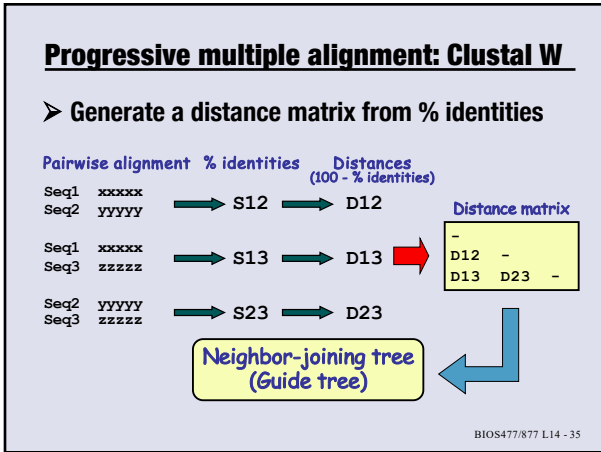 Progressive multiple alignment: Clustal W
➢ Generate a distance matrix from % identities
Pairwise alignment % identities Distances
(100 - % identities)
Seq1 xxxxx
Seq2 yyyyy
S12
D12
Seq1 xxxxx
Seq3 zzzzz
S13
D13
Seq2 yyyyy
Seq3 zzzzz
S23
D23
Distance matrix
-
D12 -
D13 D23 -
Neighbor-joining tree
(Guide tree)
BIOS477/877 L14 - 35